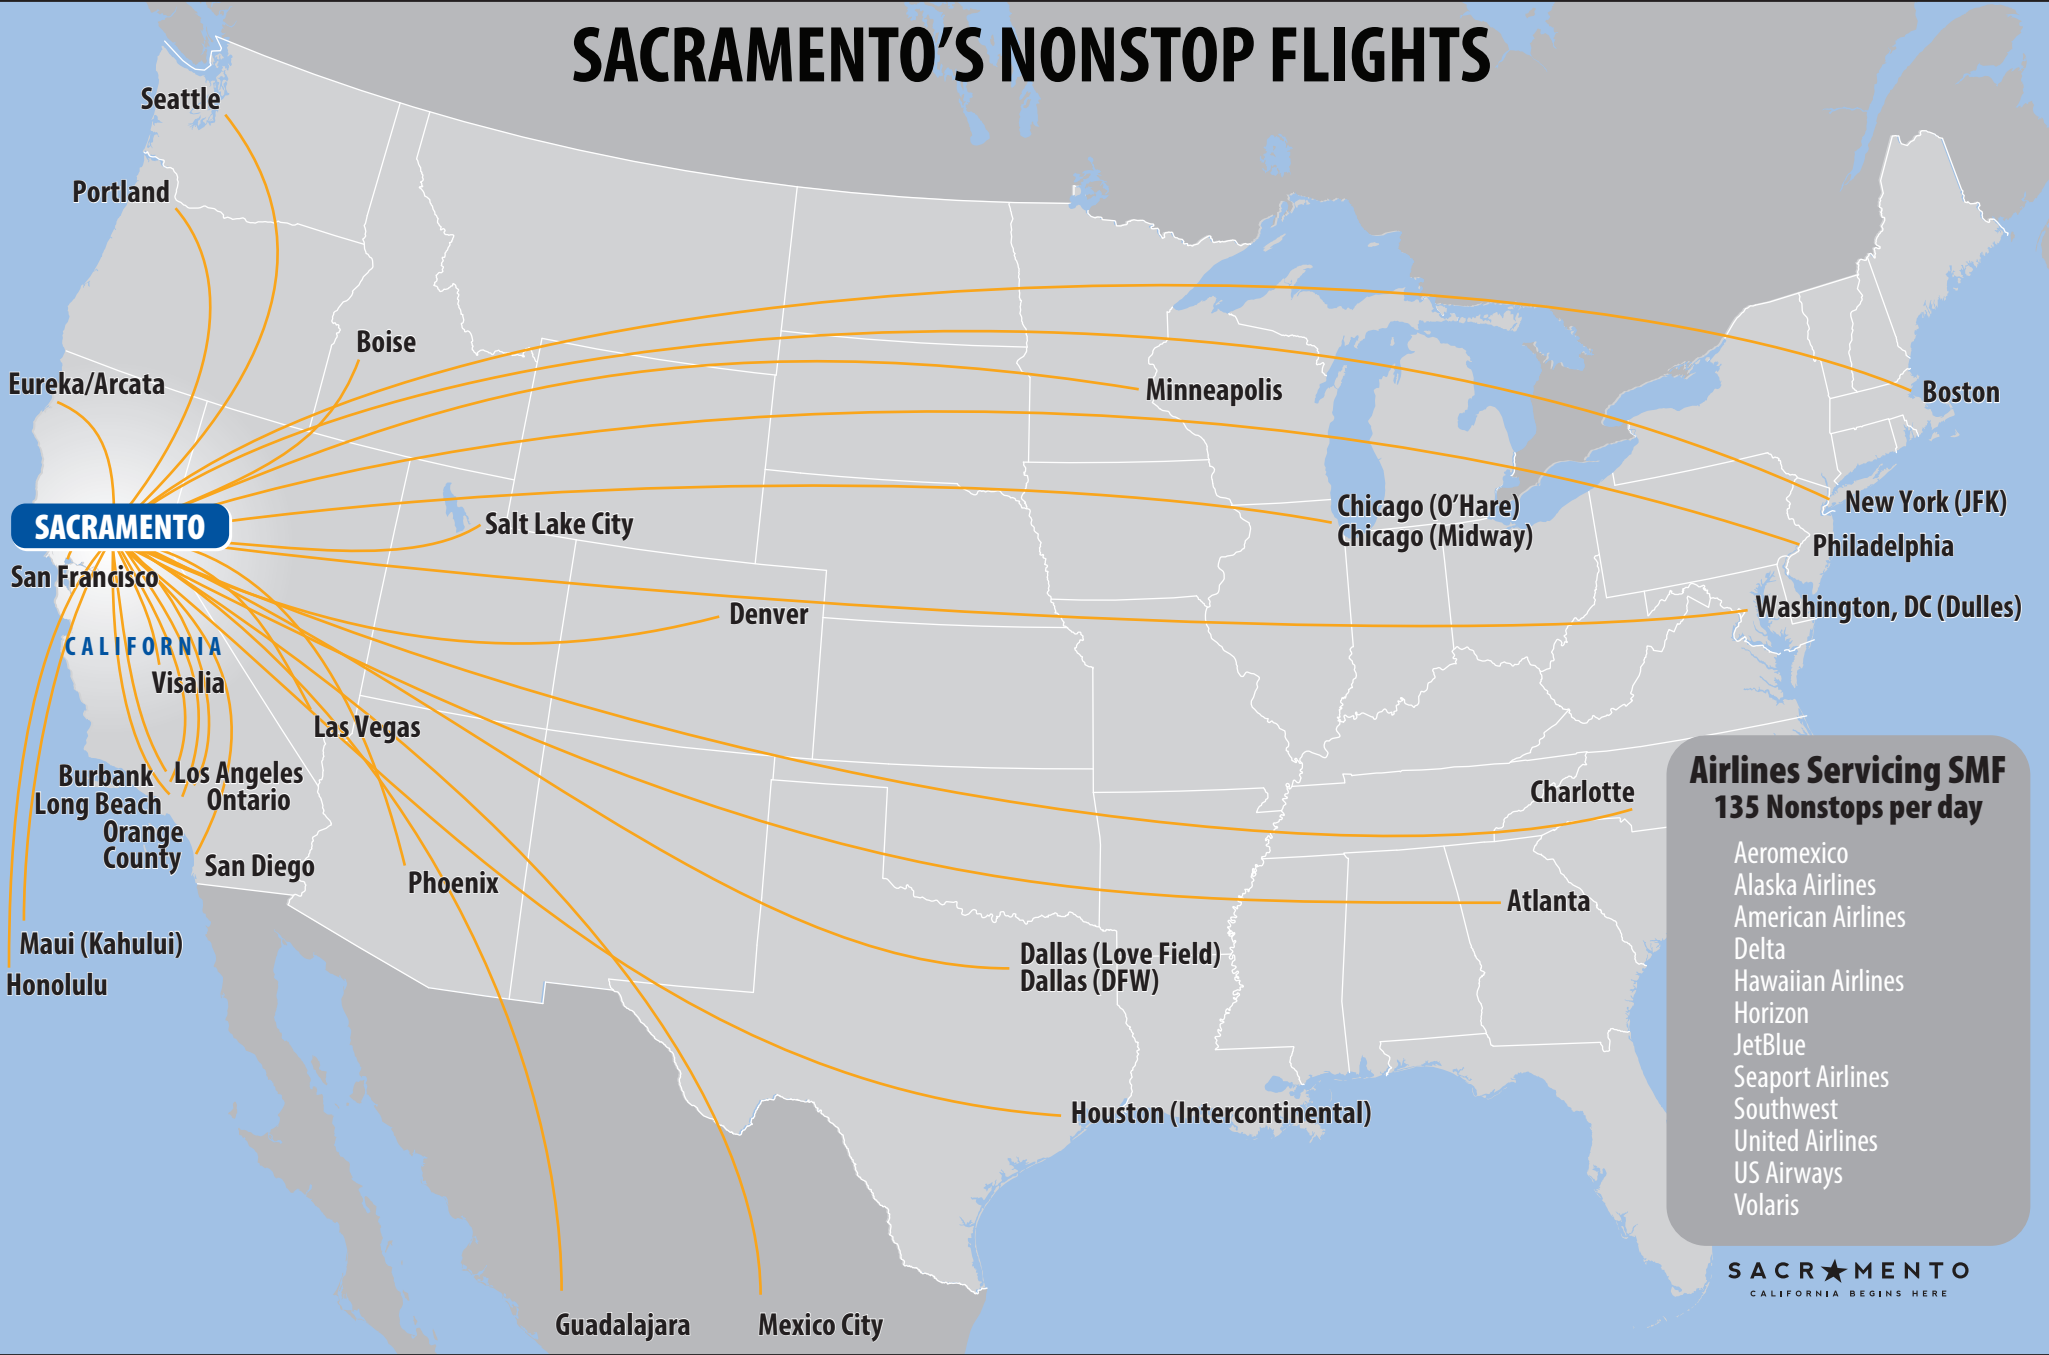 SACRAMENTO'S NONSTOP FLIGHTS
Seattle
Portland
Boise
Eureka/Arcata
Minneapolis
Boston
SACRAMENTO
Salt Lake City
Chicago (O'Hare)
Chicago (Midway)
New York (JFK)
Philadelphia
San Francisco
Denver
Washington, DC (Dulles)
CALIFORNIA
Visalia
Las Vegas
Burbank
Los Angeles
Long Beach
Ontario
Orange
County
San Diego
Phoenix
Charlotte
Atlanta
Maui (Kahului)
Honolulu
Dallas (Love Field)
Dallas (DFW)
Houston (Intercontinental)
Guadalajara
Mexico City
Airlines Servicing SMF
135 Nonstops per day
Aeromexico
Alaska Airlines
American Airlines
Delta
Hawaiian Airlines
Horizon
JetBlue
Seaport Airlines
Southwest
United Airlines
US Airways
Volaris
SACR★MENTO
CALIFORNIA BEGINS HERE